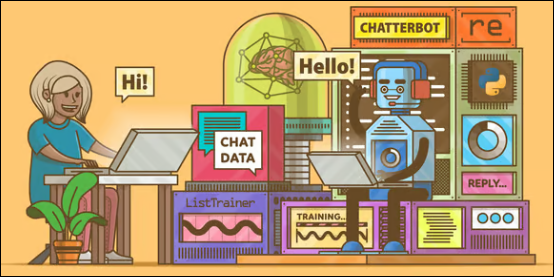 Hi!
Hello!
CHATTERBOT
re
CHAT
DATA
REPLY...
ListTrainer
TRAINING...